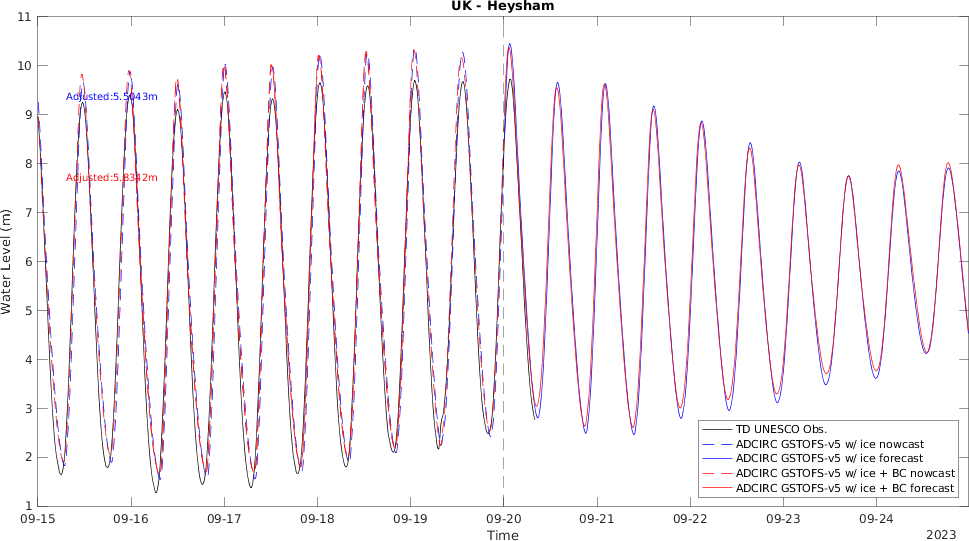 UK - Heysham
11
10
9
8
7
6
5
4
3
2
1
Water Level (m)
Adjusted:5.5043m
Adjusted:5.8342m
TD UNESCO Obs.
ADCIRC GSTOFS-v5 w/ ice nowcast
ADCIRC GSTOFS-v5 w/ ice forecast
ADCIRC GSTOFS-v5 w/ ice + BC nowcast
ADCIRC GSTOFS-v5 w/ ice + BC forecast
09-15 09-16 09-17 09-18 09-19 09-20 09-21 09-22 09-23 09-24
Time
2023